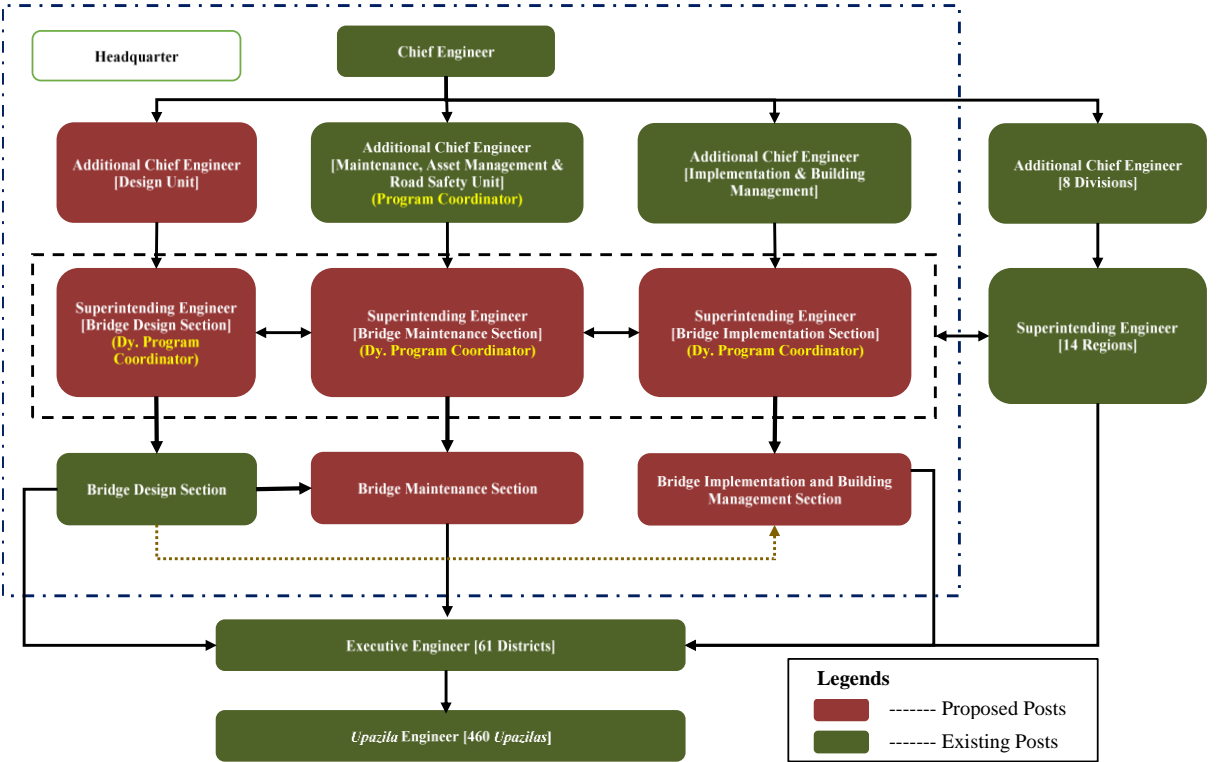 Headquarter
Chief Engineer
Additional Chief Engineer
[Design Unit]
Additional Chief Engineer
[Maintenance, Asset Management &
Road Safety Unit]
(Program Coordinator)
Additional Chief Engineer
[Implementation & Building
Management]
Additional Chief Engineer
[8 Divisions]
Superintending Engineer
[Bridge Design Section]
(Dy. Program
Coordinator)
Superintending Engineer
[Bridge Maintenance Section]
(Dy. Program Coordinator)
Superintending Engineer
[Bridge Implementation Section]
(Dy. Program Coordinator)
Superintending Engineer
[14 Regions]
Bridge Design Section
Bridge Maintenance Section
Bridge Implementation and Building
Management Section
Executive Engineer [61 Districts]
Upazila Engineer [460 Upazilas]
Legends
------- Proposed Posts
------- Existing Posts